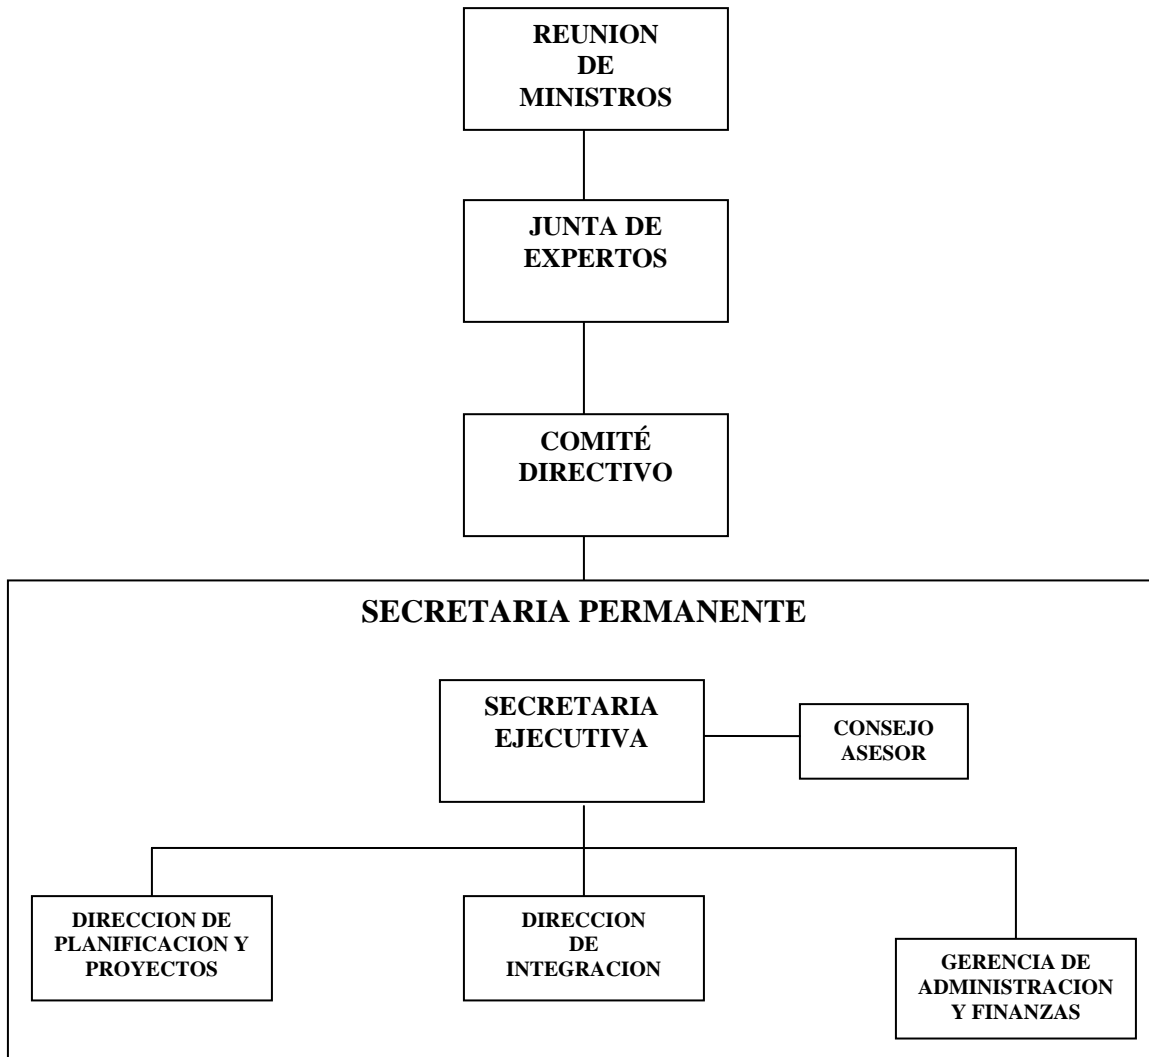 REUNION
DE
MINISTROS
JUNTA DE
EXPERTOS
COMITÉ
DIRECTIVO
SECRETARIA PERMANENTE
SECRETARIA
EJECUTIVA
CONSEJO
ASESOR
DIRECCION DE
PLANIFICACION Y
PROYECTOS
DIRECCION
DE
INTEGRACION
GERENCIA DE
ADMINISTRACION
Y FINANZAS